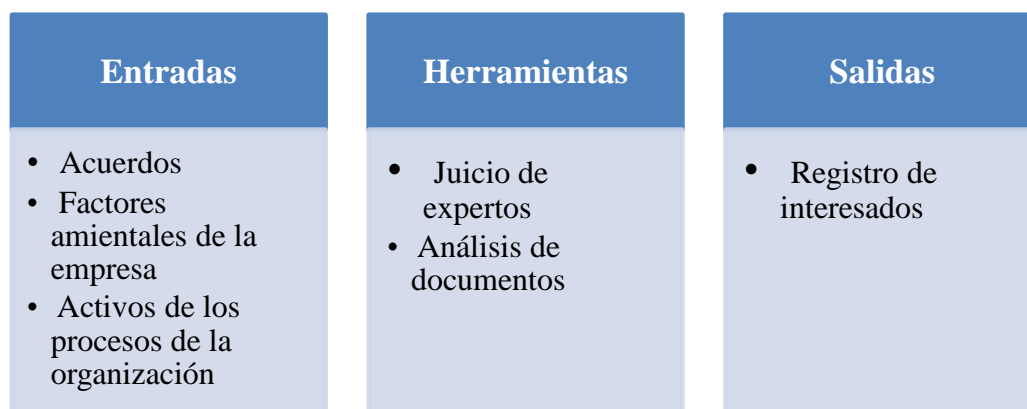 Entradas
• Acuerdos
• Factores
amientales de la
empresa
• Activos de los
procesos de la
organización
Herramientas
• Juicio de
expertos
• Análisis de
documentos
Salidas
• Registro de
interesados